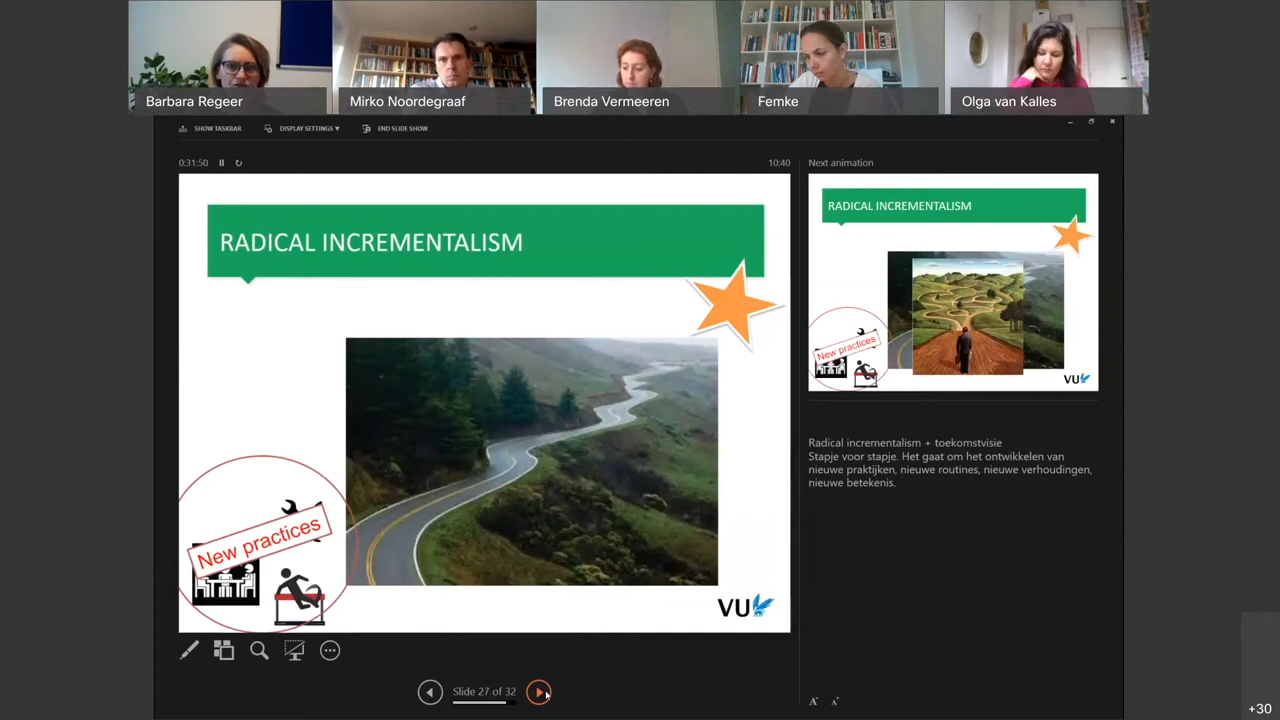 Barbara Regeer
Mirko Noordegraaf
Brenda Vermeeren
Femke
Olga van Kalles
SHOW TASKBAR
DISPLAY SETTINGS ▾
END SLIDE SHOW
0:31:50
10:40
RADICAL INCREMENTALISM
New practices
VU
Next animation
RADICAL INCREMENTALISM
New practices
VU
Radical incrementalism + toekomstvisie
Stapje voor stapje. Het gaat om het ontwikkelen van
nieuwe praktijken, nieuwe routines, nieuwe verhoudingen,
nieuwe betekenis.
Slide 27 of 32
A A
+30